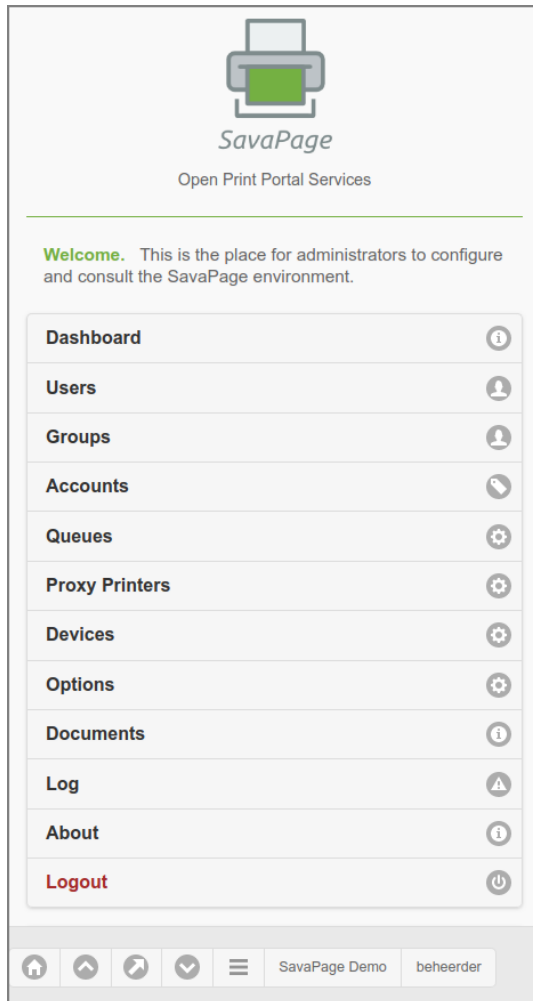 SavaPage
Open Print Portal Services
Welcome. This is the place for administrators to configure
and consult the SavaPage environment.
Dashboard
Users
Groups
Accounts
Queues
Proxy Printers
Devices
Options
Documents
Log
About
Logout
SavaPage Demo beheerder